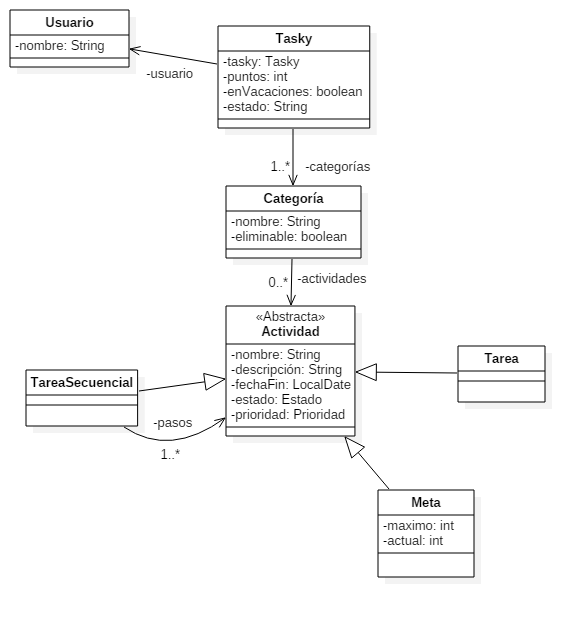 Usuario
-nombre: String
-usuario
Tasky
-tasky: Tasky
-puntos: int
-enVacaciones: boolean
-estado: String
1..*
-categorías
Categoría
-nombre: String
-eliminable: boolean
0..*
-actividades
«Abstracta»
Actividad
-nombre: String
-descripción: String
-fechaFin: LocalDate
-estado: Estado
-prioridad: Prioridad
TareaSecuencial
-pasos
1..*
Tarea
Meta
-maximo: int
-actual: int